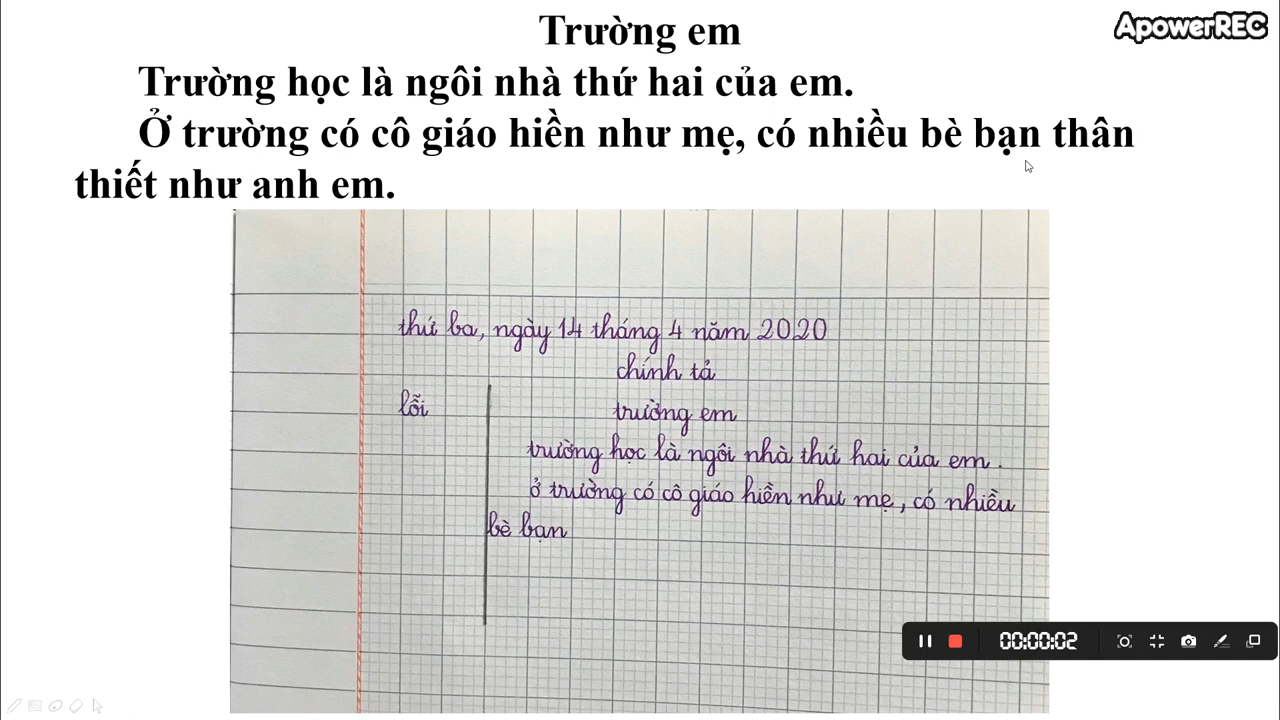 Trường em
ApowerREC
Trường học là ngôi nhà thứ hai của em.
Ở trường có cô giáo hiền như mẹ, có nhiều bè bạn thân
thiết như anh em.
thứ ba, ngày 14 tháng 4 năm 2020
chính tả
lỗi
trường em
trường học là ngôi nhà thứ hai của em.
ở trường có cô giáo hiền như mẹ, có nhiều
bè bạn
00:00:02